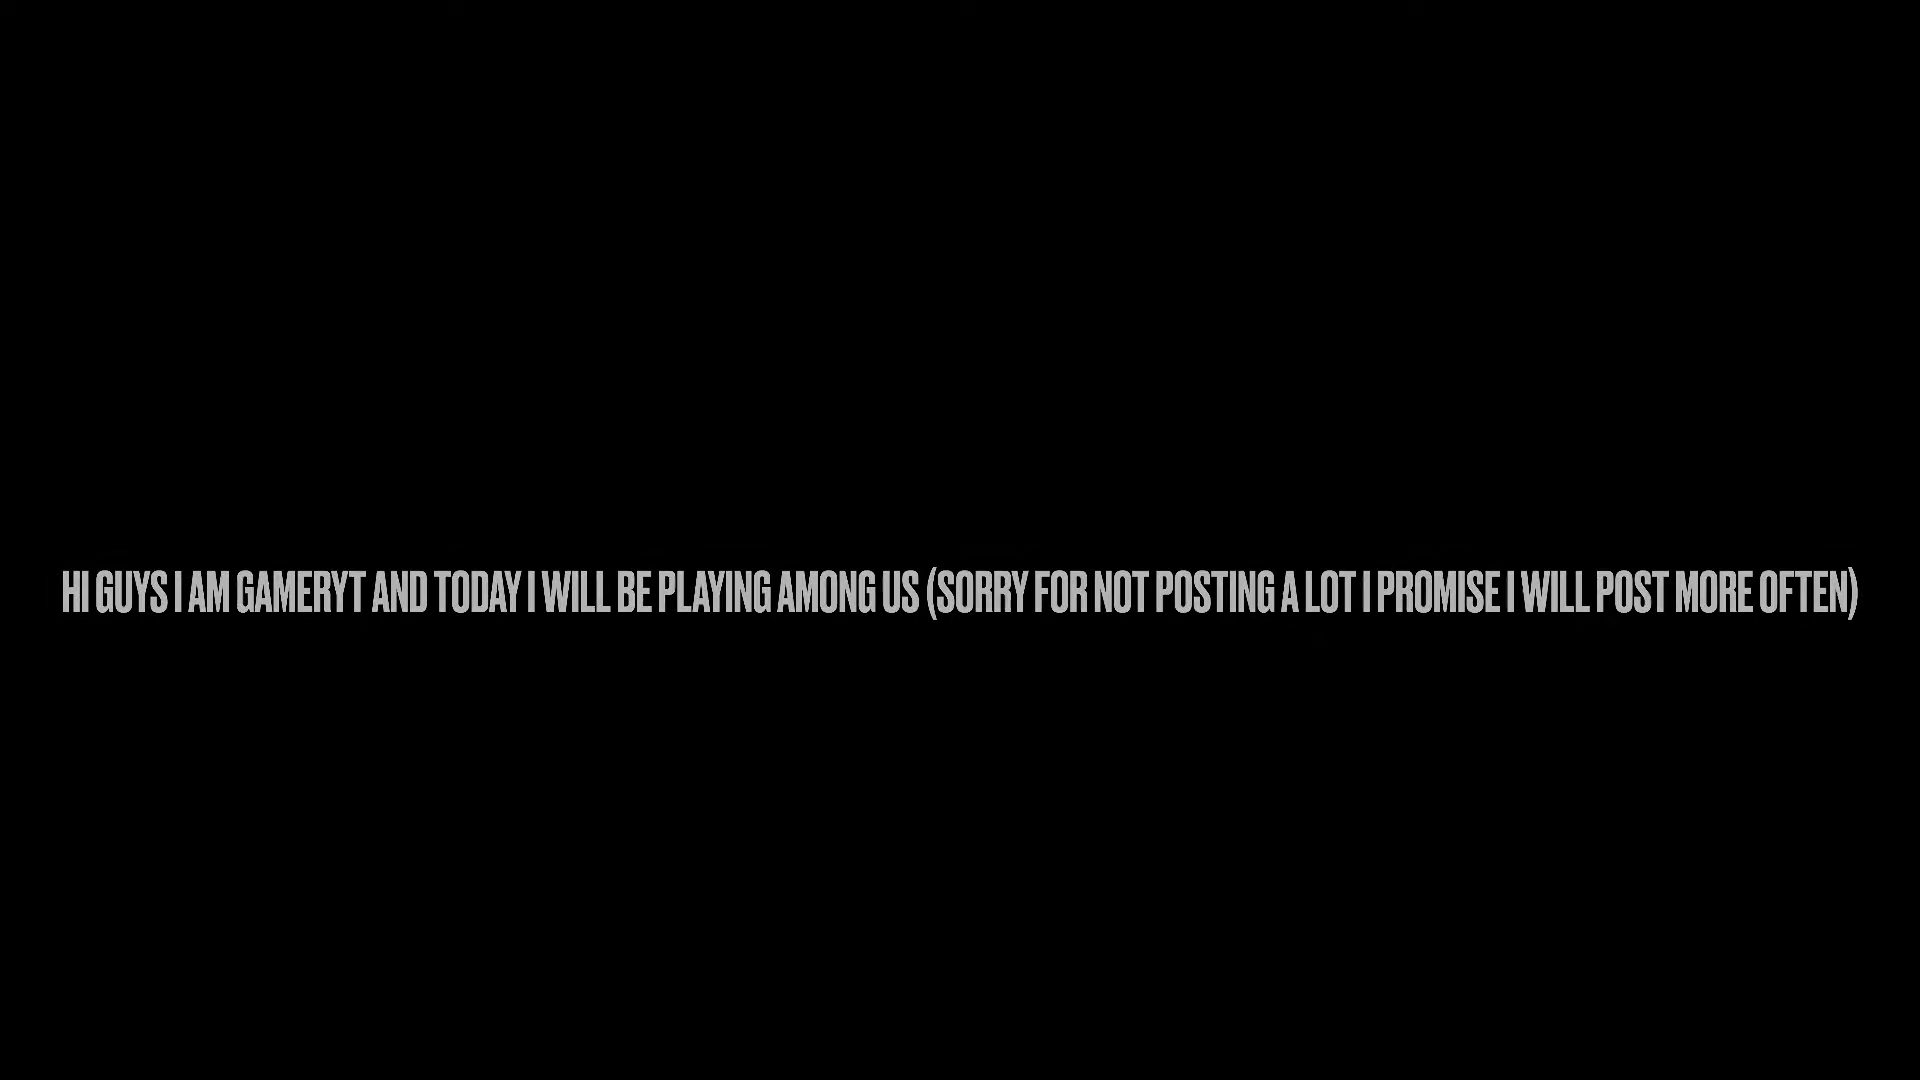 HI GUYS I AM GAMERYT AND TODAY I WILL BE PLAYING AMONG US (SORRY FOR NOT POSTING A LOT I PROMISE I WILL POST MORE OFTEN)